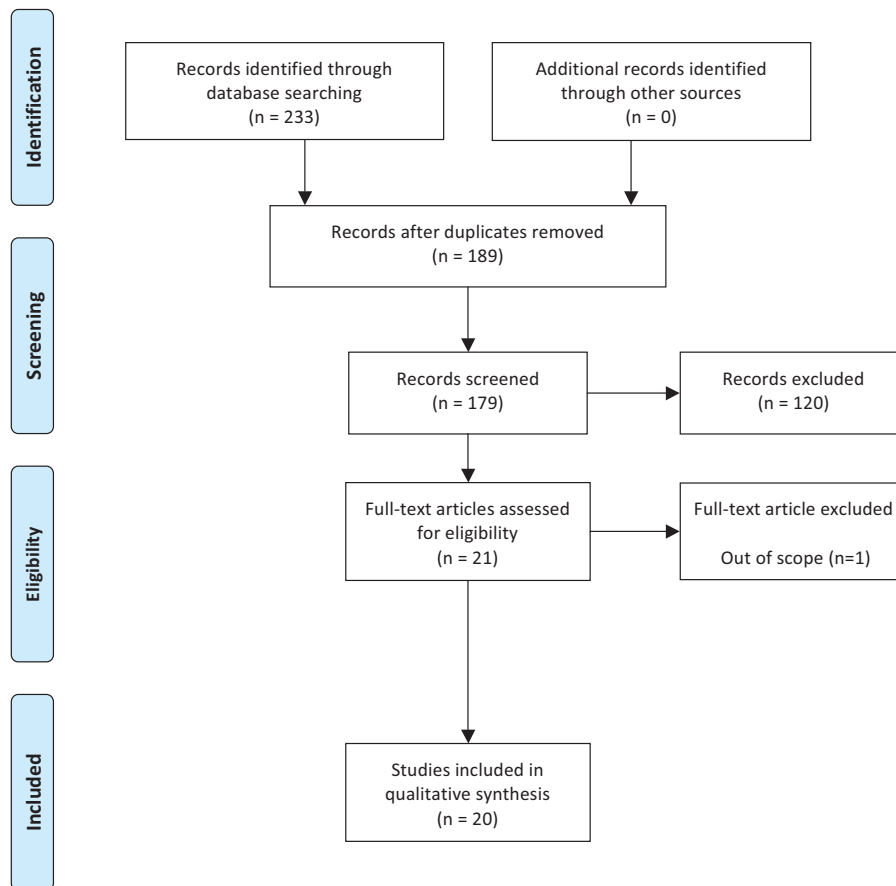 Identification
Records identified through
database searching
(n = 233)
Additional records identified
through other sources
(n = 0)
Records after duplicates removed
(n = 189)
Screening
Records screened
(n = 179)
Records excluded
(n = 120)
Eligibility
Full-text articles assessed
for eligibility
(n = 21)
Full-text article excluded
Out of scope (n=1)
Included
Studies included in
qualitative synthesis
(n = 20)